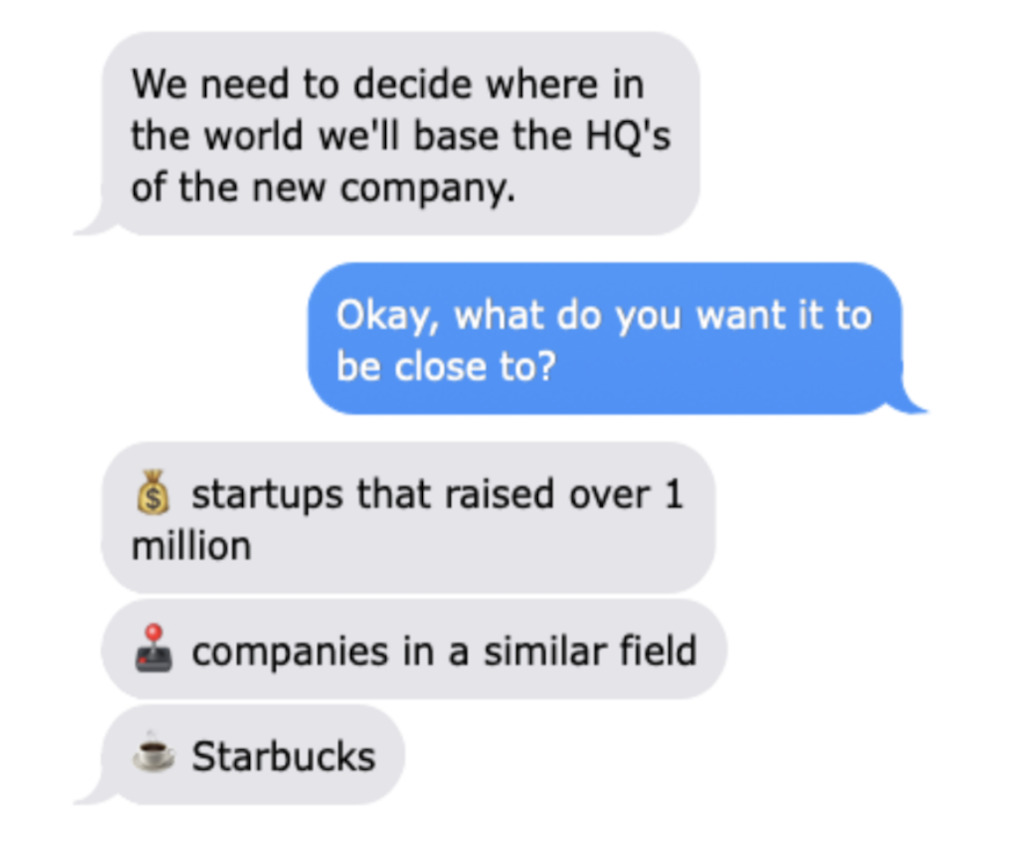 We need to decide where in
the world we'll base the HQ's
of the new company.
Okay, what do you want it to
be close to?
💰 startups that raised over 1
million
🕹️ companies in a similar field
☕ Starbucks